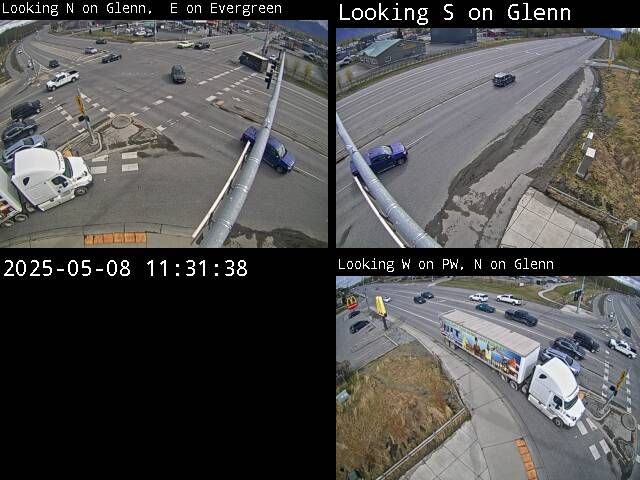 Looking N on Glenn,  E on Evergreen
Looking S on Glenn
2025-05-08 11:31:38
Looking W on PW, N on Glenn